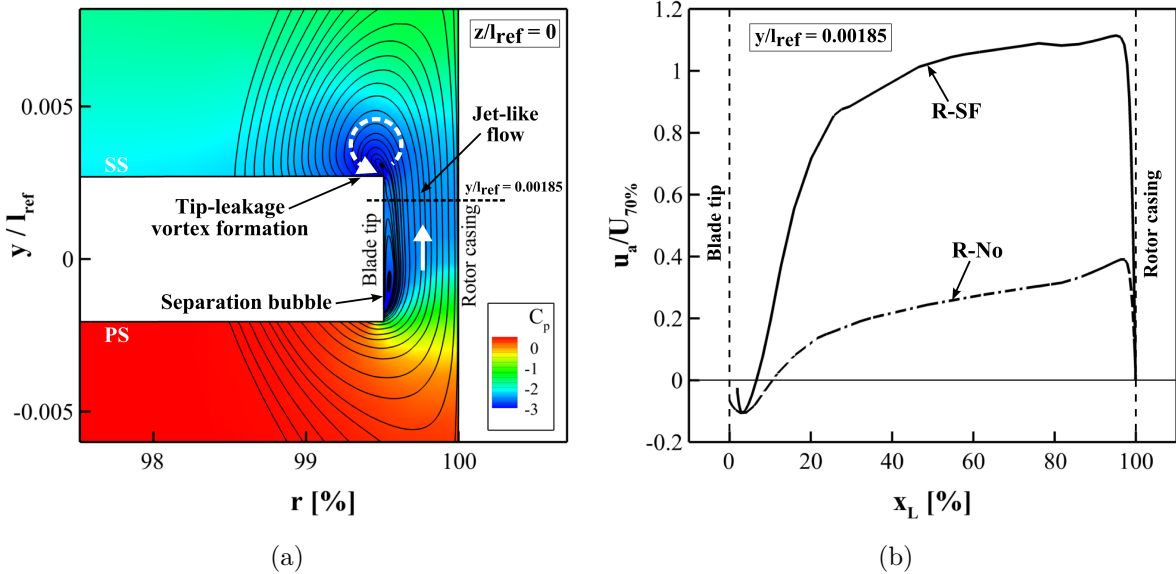 z/l_ref = 0
0.005
0
-0.005
y / l_ref
SS
PS
Jet-like
flow
y/l_ref = 0.00185
Tip-leakage
vortex formation
Separation bubble
Blade tip
Rotor casing
C_p
0
-1
-2
-3
98
99
100
r [%]
(a)
y/l_ref = 0.00185
1.2
1
0.8
0.6
0.4
0.2
0
-0.2
u_a/U_70%
Blade tip
R-SF
R-No
Rotor casing
0
20
40
60
80
100
x_L [%]
(b)